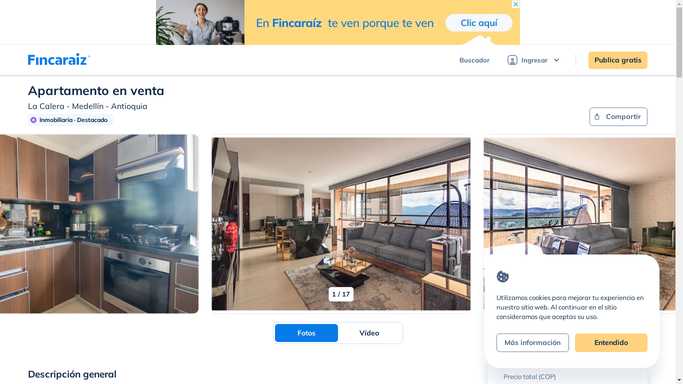 En Fincaraíz te ven porque te ven
Clic aquí
Fincaraíz
Buscador
Ingresar
Publica gratis
Apartamento en venta
La Calera - Medellín - Antioquia
Inmobiliaria · Destacado
Compartir
1 / 17
Fotos
Vídeo
Utilizamos cookies para mejorar tu experiencia en
nuestro sitio web. Al continuar en el sitio
consideramos que aceptas su uso.
Más información
Entendido
Descripción general
Precio total (COP)